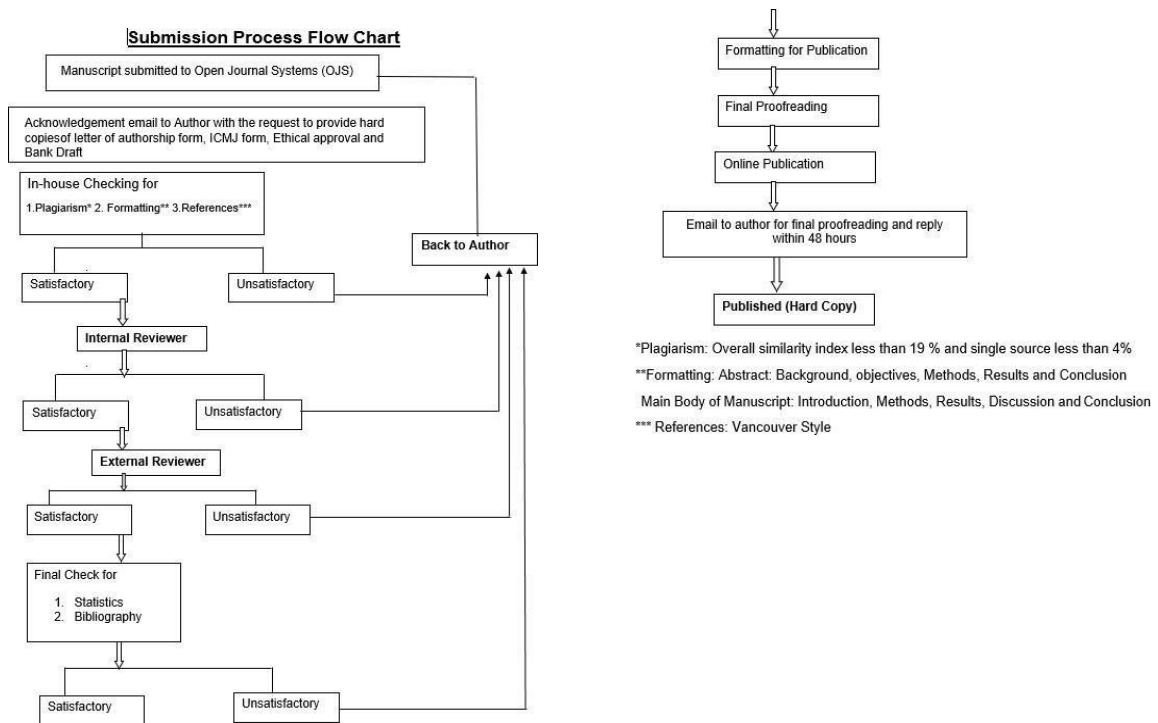 Submission Process Flow Chart
Manuscript submitted to Open Journal Systems (OJS)
Acknowledgement email to Author with the request to provide hard
copiesof letter of authorship form, ICMJ form, Ethical approval and
Bank Draft
In-house Checking for
1.Plagiarism* 2. Formatting** 3.References***
Back to Author
Satisfactory
Unsatisfactory
Internal Reviewer
Satisfactory
Unsatisfactory
External Reviewer
Satisfactory
Unsatisfactory
Final Check for
1. Statistics
2. Bibliography
Satisfactory
Unsatisfactory
Formatting for Publication
Final Proofreading
Online Publication
Email to author for final proofreading and reply
within 48 hours
Published (Hard Copy)
*Plagiarism: Overall similarity index less than 19 % and single source less than 4%
**Formatting: Abstract: Background, objectives, Methods, Results and Conclusion
Main Body of Manuscript: Introduction, Methods, Results, Discussion and Conclusion
*** References: Vancouver Style